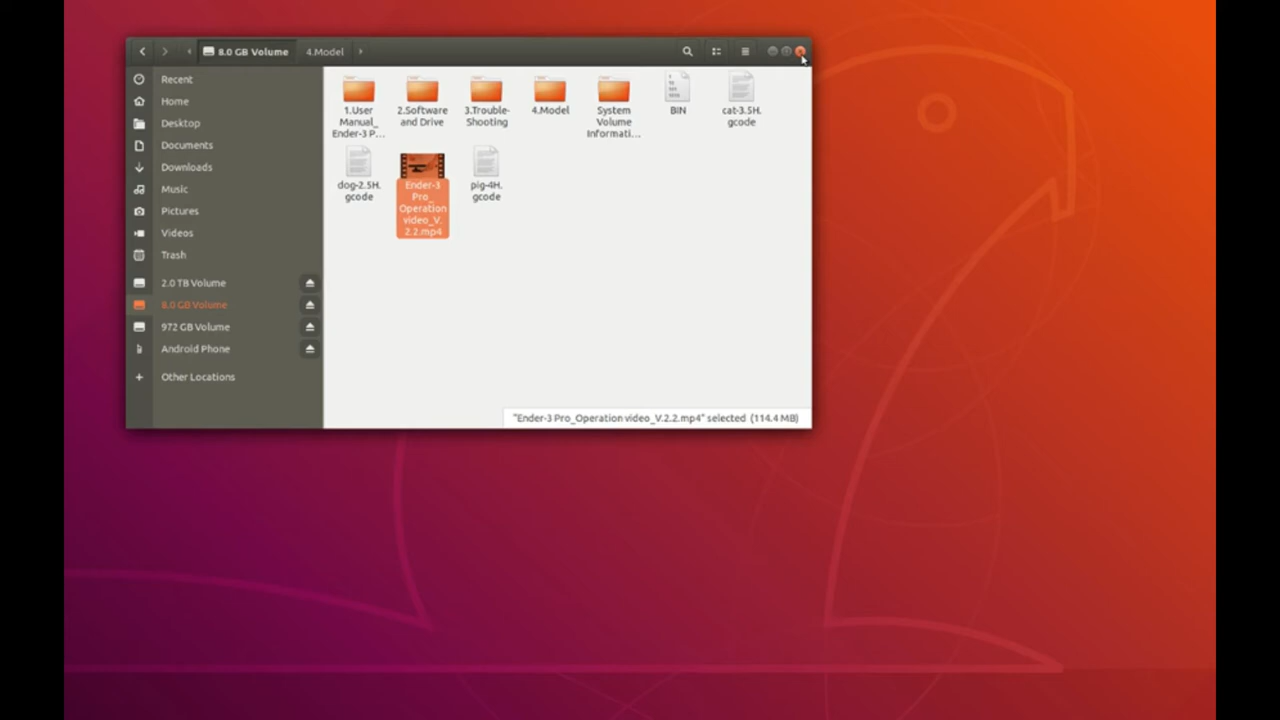 8.0 GB Volume
4.Model
Recent
Home
Desktop
Documents
Downloads
Music
Pictures
Videos
Trash
2.0 TB Volume
8.0 GB Volume
972 GB Volume
Android Phone
Other Locations
1.User
Manual_
Ender-3 P…
2.Software
and Drive
3.Trouble-
Shooting
4.Model
System
Volume
Informati…
BIN
cat-3.5H.
gcode
dog-2.5H.
gcode
Ender-3
Pro_
Operation
video_V.
2.2.mp4
pig-4H.
gcode
"Ender-3 Pro_Operation video_V.2.2.mp4" selected (114.4 MB)